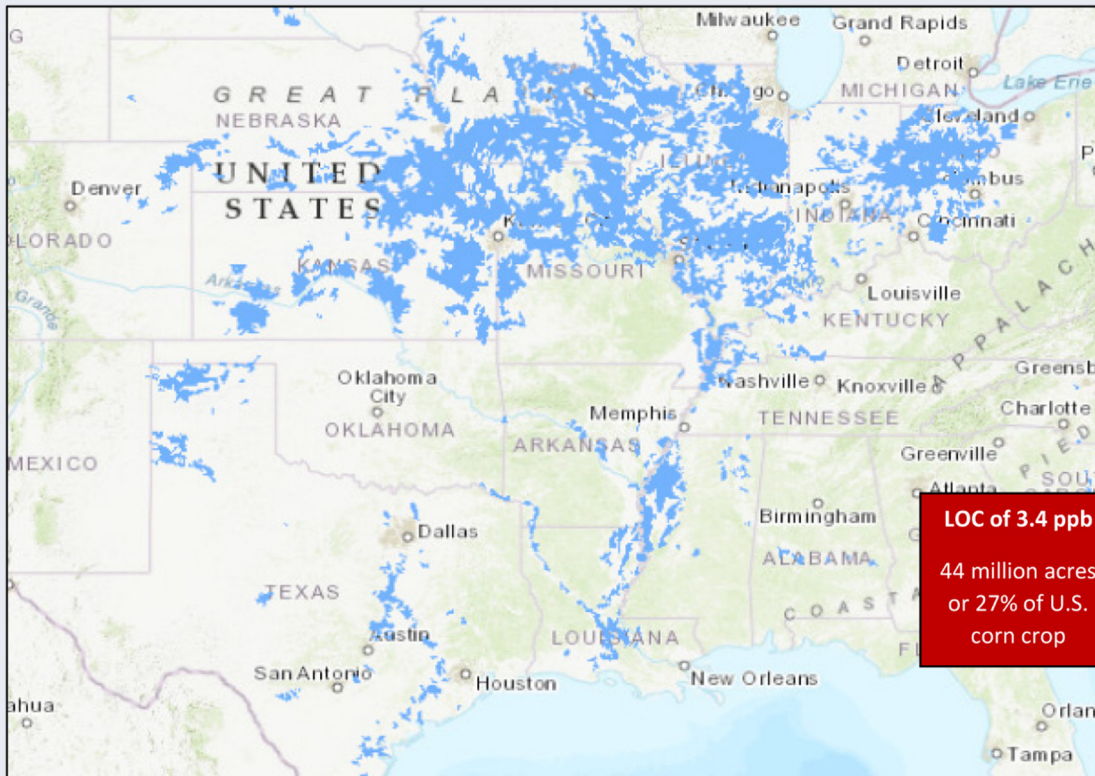 Milwaukee
Grand Rapids
Detroit
Lake Erie
MICHIGAN
GREAT
NEBRASKA
UNITED
STATES
Denver
Cincinnati
INDIANA
KANSAS
Arkansas
MISSOURI
Louisville
KENTUCKY
Grande
Oklahoma
City
OKLAHOMA
Nashville
Knoxville
Memphis
TENNESSEE
Charlotte
ARKANSAS
Greenville
MEXICO
Atlanta
Birmingham
ALABAMA
Dallas
TEXAS
Austin
San Antonio
Houston
LOUISIANA
New Orleans
Tampa
LOC of 3.4 ppb
44 million acres
or 27% of U.S.
corn crop